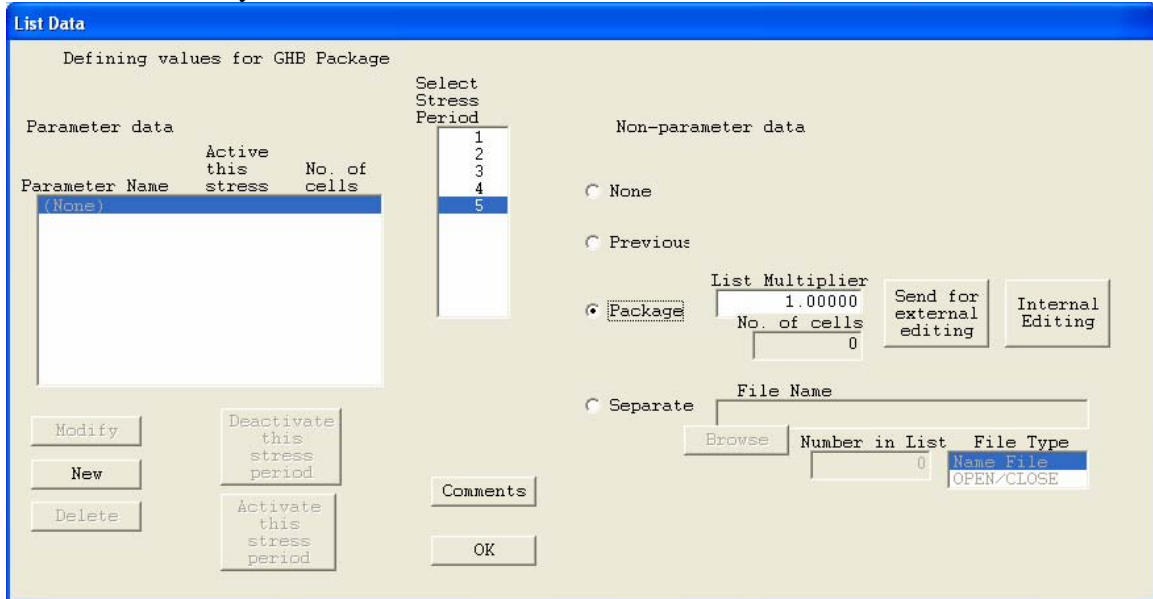 List Data
Defining values for GHB Package
Select
Stress
Period
1
2
3
4
5
Parameter data
Active
this
stress
No. of
cells
Parameter Name
(None)
Modify
New
Delete
Deactivate
this
stress
period
Activate
this
stress
period
Comments
OK
Non-parameter data
None
Previous
Package
List Multiplier
1.00000
No. of cells
0
Send for
external
editing
Internal
Editing
Separate
File Name
Browse
Number in List
0
File Type
Name File
OPEN/CLOSE